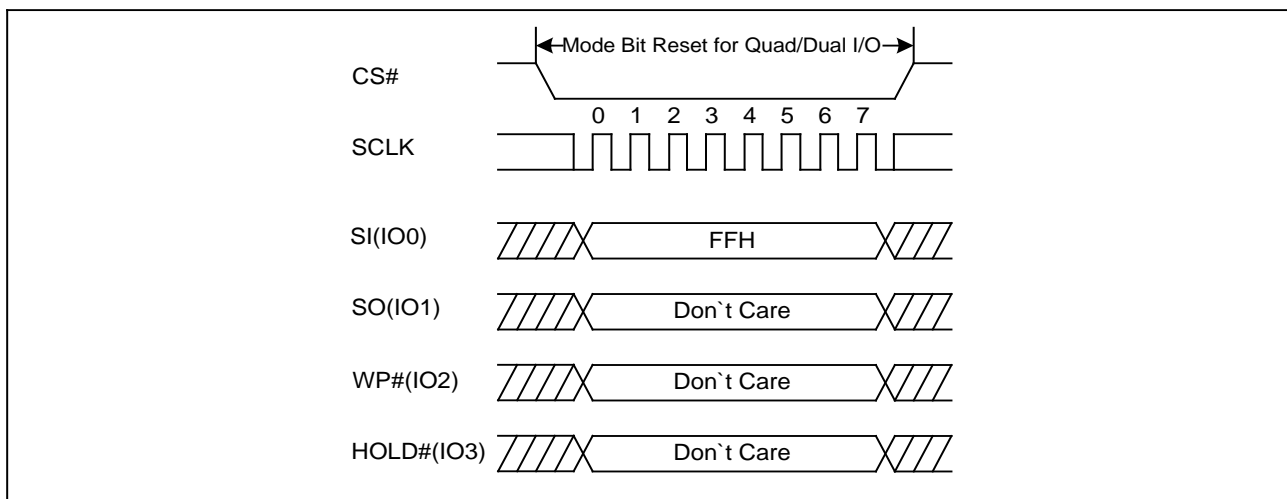 Mode Bit Reset for Quad/Dual I/O
CS#
0 1 2 3 4 5 6 7
SCLK
SI(IO0) FFH
SO(IO1) Don`t Care
WP#(IO2) Don`t Care
HOLD#(IO3) Don`t Care